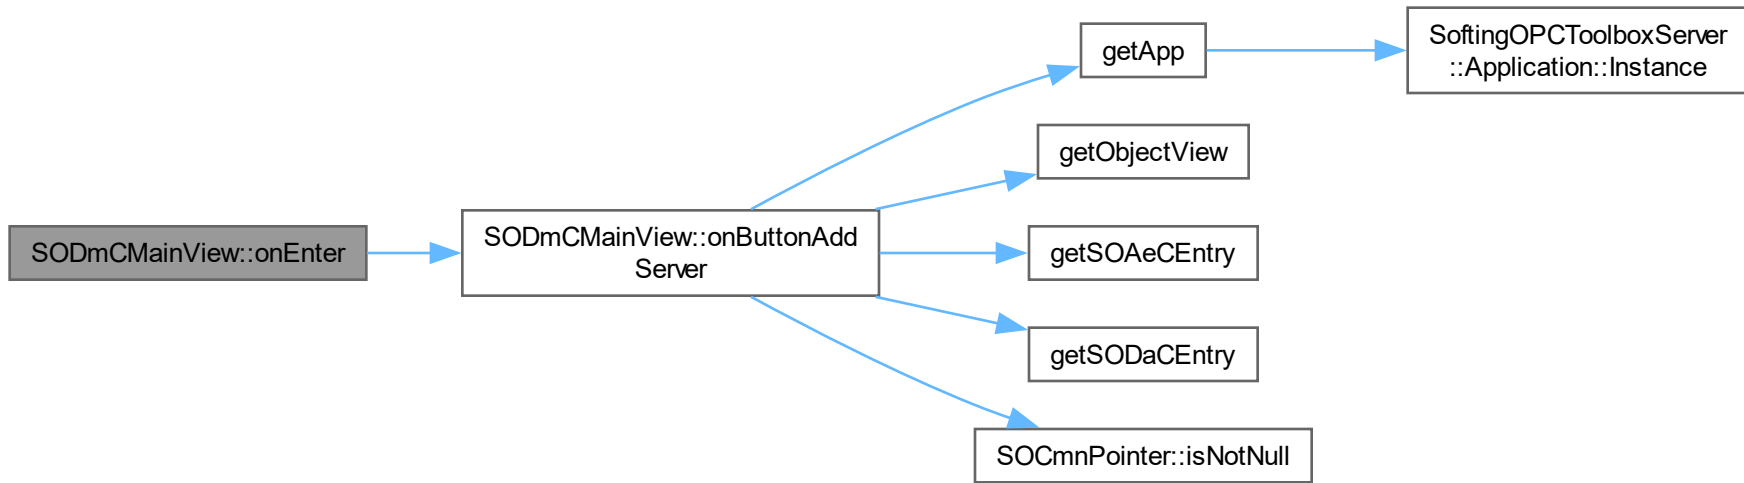 SODmCMainView::onEnter
SODmCMainView::onButtonAdd
Server
getApp
SoftingOPCToolboxServer
::Application::Instance
getObjectView
getSOAeCEntry
getSODaCEntry
SOCmnPointer::isNotNull